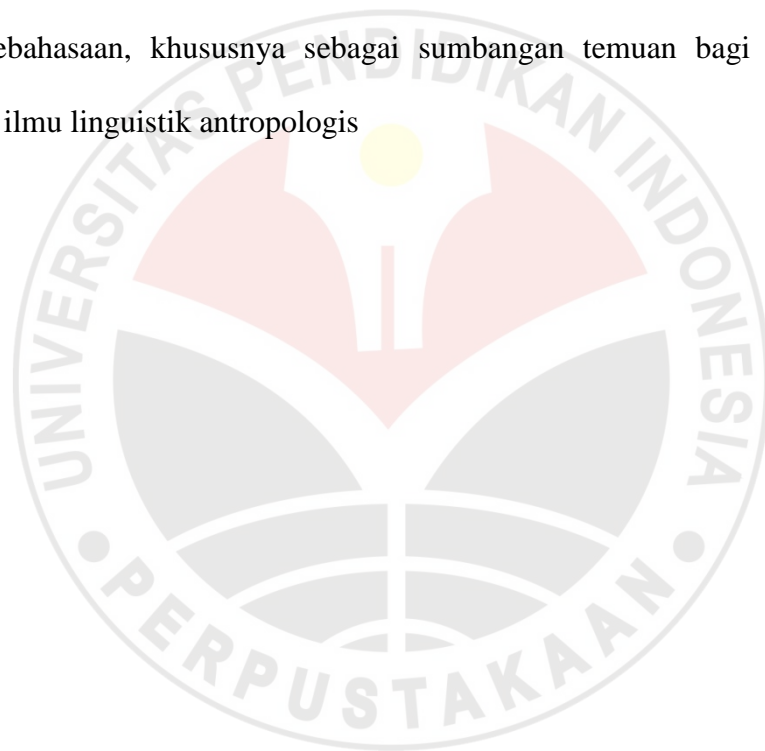 ebahasaan, khususnya sebagai sumbangan temuan bagi
ilmu linguistik antropologis
UNIVERSITAS PENDIDIKAN INDONESIA
PERPUSTAKAAN